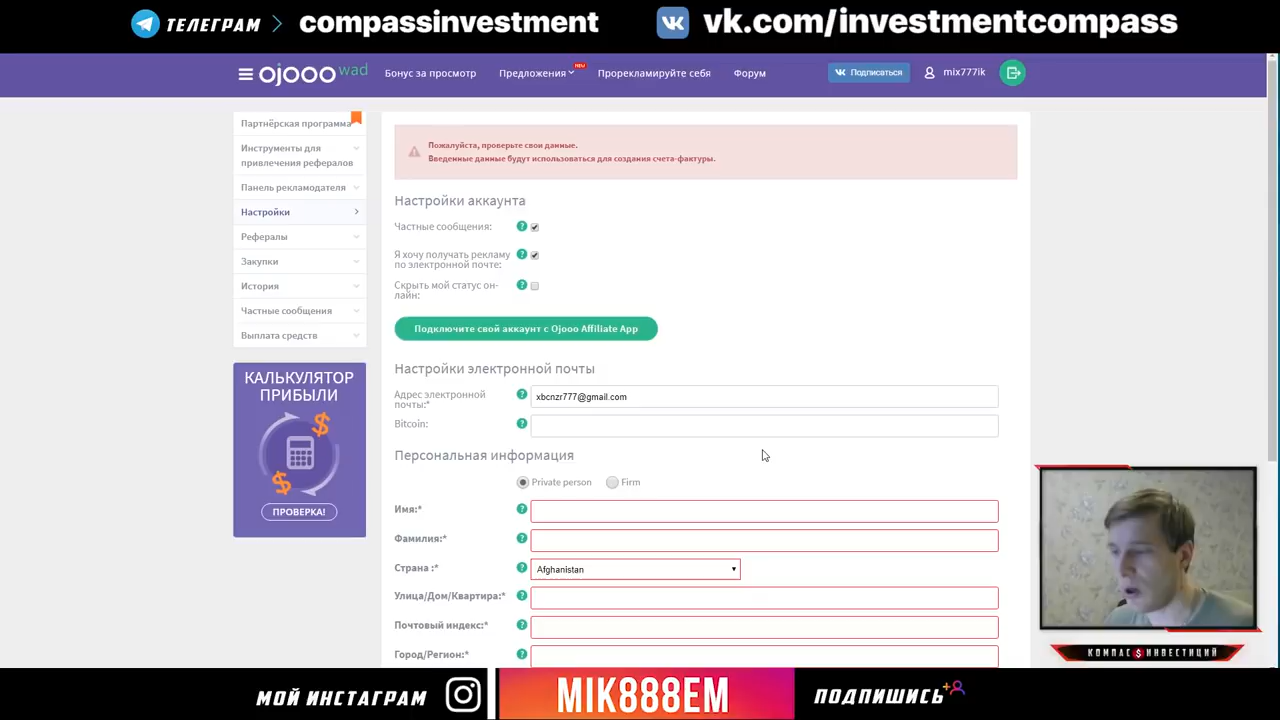 ТЕЛЕГРАМ > compassinvestment
vk.com/investmentcompass
ojooo wad
Бонус за просмотр
Предложения
NEW
Прорекламируйте себя
Форум
Подписаться
mix777ik
Партнёрская программа
Инструменты для
привлечения рефералов
Панель рекламодателя
Настройки
Рефералы
Закупки
История
Частные сообщения
Выплата средств
КАЛЬКУЛЯТОР
ПРИБЫЛИ
ПРОВЕРКА!
Пожалуйста, проверьте свои данные.
Введенные данные будут использоваться для создания счета-фактуры.
Настройки аккаунта
Частные сообщения:
Я хочу получать рекламу
по электронной почте:
Скрыть мой статус он-
лайн:
Подключите свой аккаунт с Ojooo Affiliate App
Настройки электронной почты
Адрес электронной
почты:*
xbcnzr777@gmail.com
Bitcoin:
Персональная информация
Private person
Firm
Имя:*
Фамилия:*
Страна :*
Afghanistan
Улица/Дом/Квартира:*
Почтовый индекс:*
Город/Регион:*
КОМПАС $ ИНВЕСТИЦИЙ
МОЙ ИНСТАГРАМ
MIK888EM
ПОДПИШИСЬ